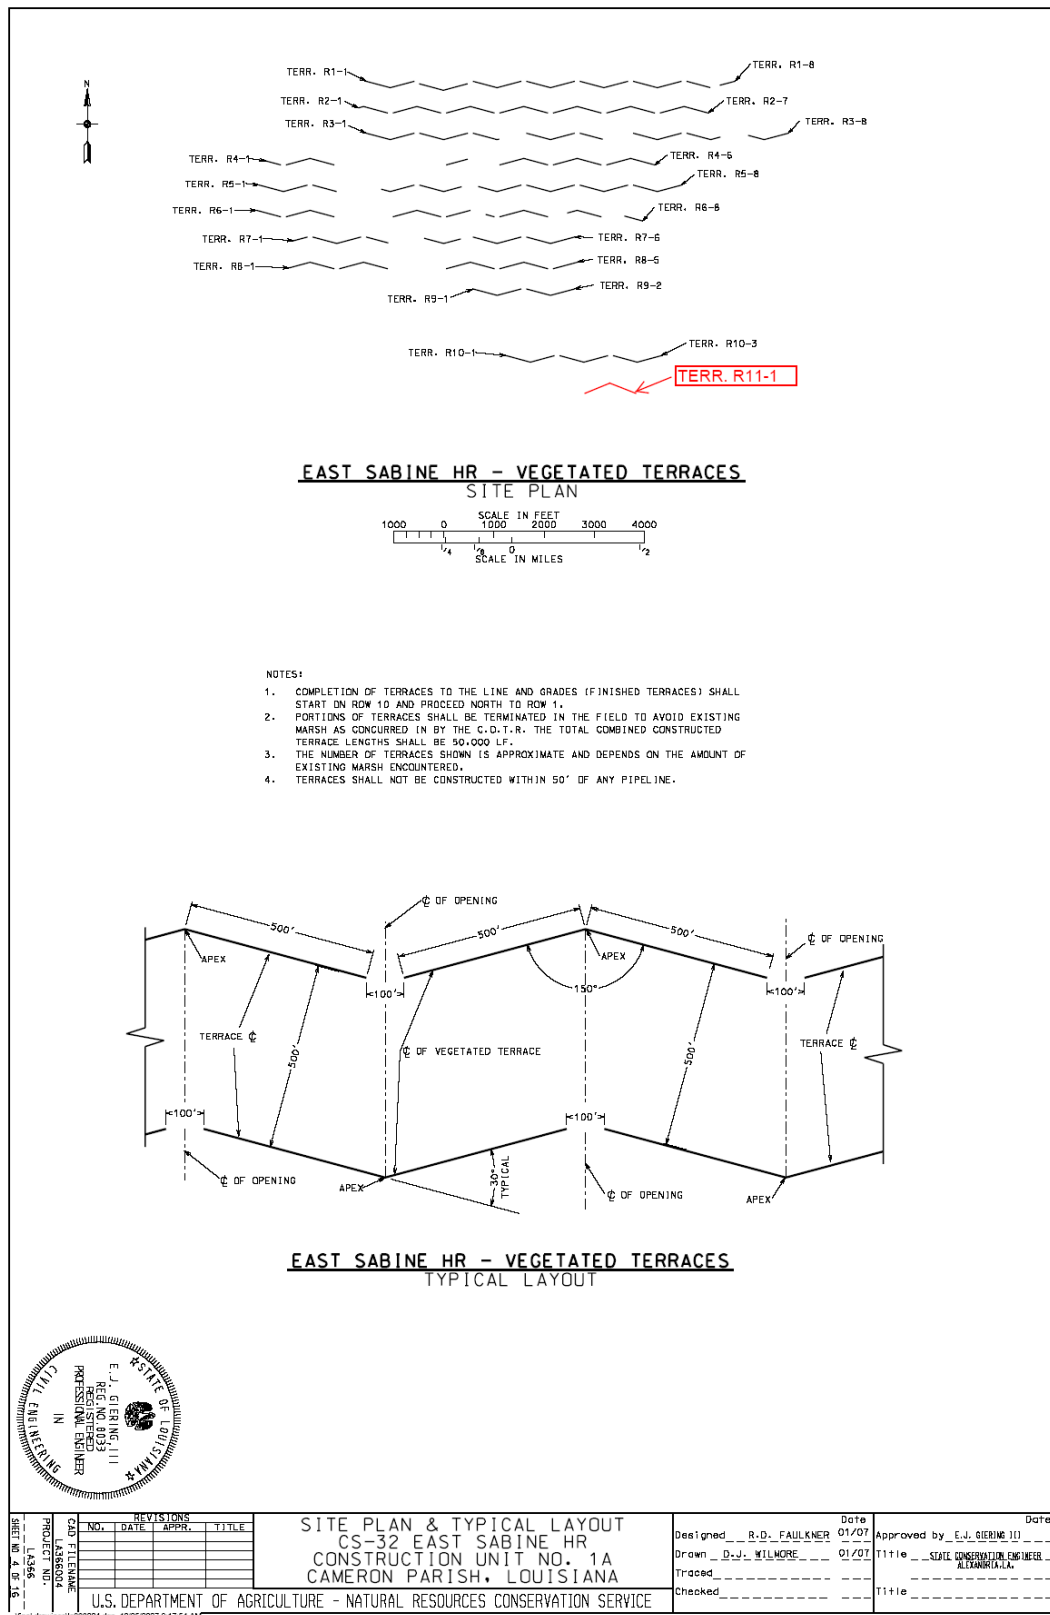 TERR. R1-1
TERR. R1-8
N
TERR. R2-1
TERR. R2-7
TERR. R3-1
TERR. R3-8
TERR. R4-1
TERR. R4-6
TERR. R5-1
TERR. R5-8
TERR. R6-1
TERR. R6-8
TERR. R7-1
TERR. R7-6
TERR. R8-1
TERR. R8-5
TERR. R9-1
TERR. R9-2
TERR. R10-1
TERR. R10-3
TERR. R11-1
EAST SABINE HR - VEGETATED TERRACES
SITE PLAN
SCALE IN FEET
1000 0 1000 2000 3000 4000
1/4 1/8 0 1/2
SCALE IN MILES
NOTES:
1. COMPLETION OF TERRACES TO THE LINE AND GRADES (FINISHED TERRACES) SHALL
START ON ROW 10 AND PROCEED NORTH TO ROW 1.
2. PORTIONS OF TERRACES SHALL BE TERMINATED IN THE FIELD TO AVOID EXISTING
MARSH AS CONCURRED IN BY THE C.O.T.R. THE TOTAL COMBINED CONSTRUCTED
TERRACE LENGTHS SHALL BE 50,000 LF.
3. THE NUMBER OF TERRACES SHOWN IS APPROXIMATE AND DEPENDS ON THE AMOUNT OF
EXISTING MARSH ENCOUNTERED.
4. TERRACES SHALL NOT BE CONSTRUCTED WITHIN 50' OF ANY PIPELINE.
℄ OF OPENING
500'
500'
500'
℄ OF OPENING
APEX
APEX
100'
150°
100'
TERRACE ℄
500'
℄ OF VEGETATED TERRACE
500'
TERRACE ℄
100'
100'
℄ OF OPENING
APEX
30°
TYPICAL
℄ OF OPENING
APEX
EAST SABINE HR - VEGETATED TERRACES
TYPICAL LAYOUT
STATE OF LOUISIANA
E.J. GIERING, III
REG. NO. 8033
REGISTERED
PROFESSIONAL ENGINEER
IN
CIVIL ENGINEERING
SHEET NO. 4 OF 16
PROJECT NO.
LA366
CAD FILENAME
LA366004
REVISIONS
NO. DATE APPR. TITLE
SITE PLAN & TYPICAL LAYOUT
CS-32 EAST SABINE HR
CONSTRUCTION UNIT NO. 1A
CAMERON PARISH, LOUISIANA
U.S. DEPARTMENT OF AGRICULTURE - NATURAL RESOURCES CONSERVATION SERVICE
Date
Designed R.D. FAULKNER 01/07
Drawn D.J. WILMORE 01/07
Traced
Checked
Date
Approved by E.J. GIERING III
Title STATE CONSERVATION ENGINEER
ALEXANDRIA, LA.
Title